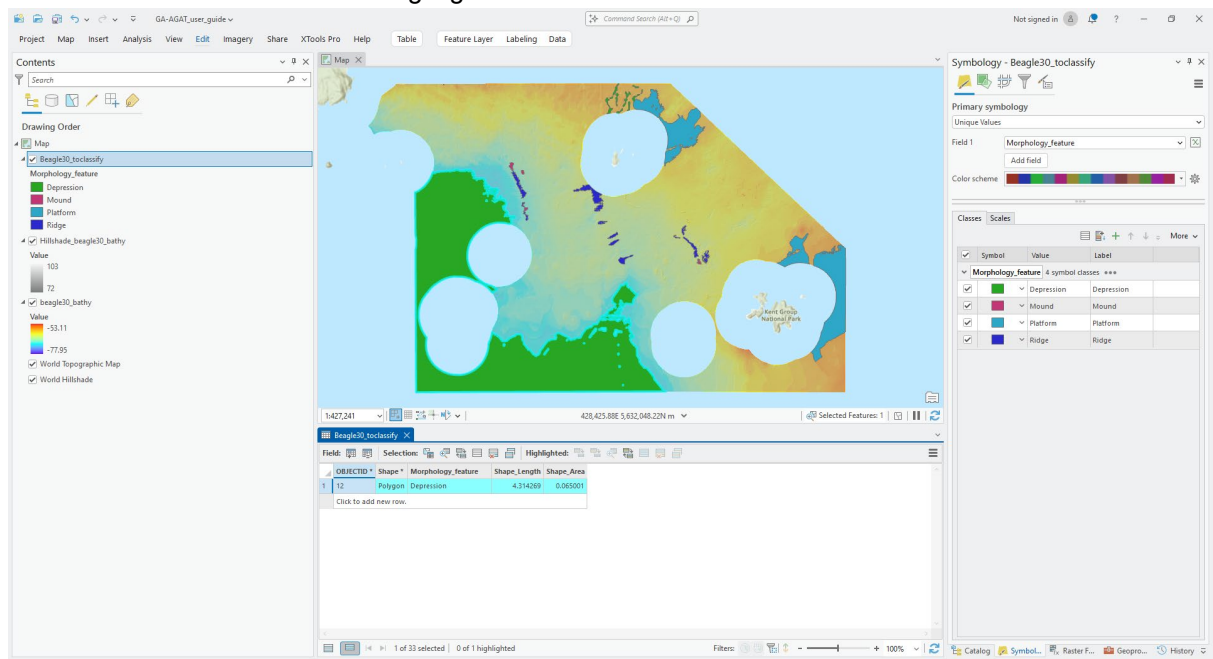 GA-AGAT_user_guide
Command Search (Alt+Q)
Not signed in
Project Map Insert Analysis View Edit Imagery Share XTools Pro Help Table Feature Layer Labeling Data
Contents
Search
Drawing Order
Map
Beagle30_toclassify
Morphology_feature
Depression
Mound
Platform
Ridge
Hillshade_beagle30_bathy
Value
103
72
beagle30_bathy
Value
-53.11
-77.95
World Topographic Map
World Hillshade
Map
Kent Group
National Park
1:427,241 428,425.88E 5,632,048.22N m Selected Features: 1
Beagle30_toclassify
Field: Selection: Highlighted:
OBJECTID * Shape * Morphology_feature Shape_Length Shape_Area
1 12 Polygon Depression 4.314269 0.065001
Click to add new row.
1 of 33 selected 0 of 1 highlighted Filters: - + 100%
Symbology - Beagle30_toclassify
Primary symbology
Unique Values
Field 1 Morphology_feature
Add field
Color scheme
Classes Scales
More
Symbol Value Label
Morphology_feature 4 symbol classes
Depression Depression
Mound Mound
Platform Platform
Ridge Ridge
Catalog Symbol... Raster F... Geopro... History